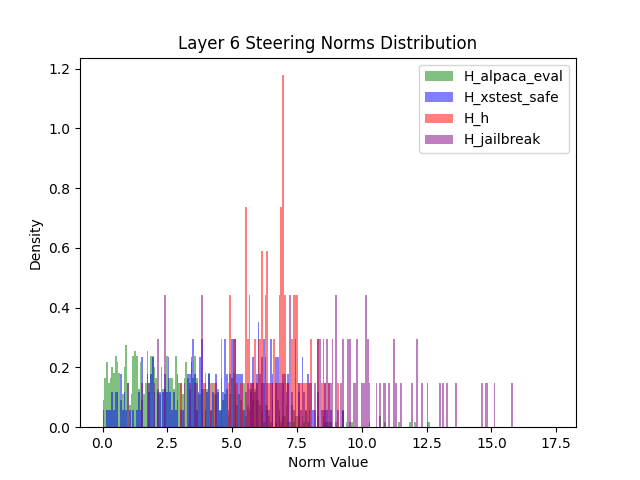 Layer 6 Steering Norms Distribution
H_alpaca_eval
H_xstest_safe
H_h
H_jailbreak
1.2
1.0
0.8
0.6
0.4
0.2
0.0
Density
0.0 2.5 5.0 7.5 10.0 12.5 15.0 17.5
Norm Value